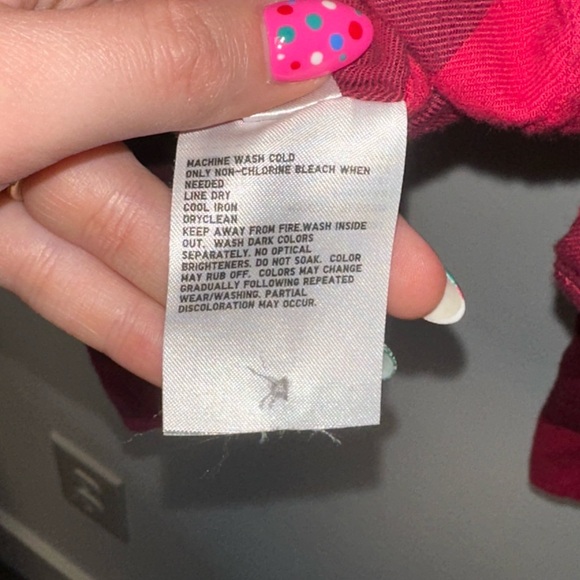 MACHINE WASH COLD
ONLY NON-CHLORINE BLEACH WHEN
NEEDED
LINE DRY
COOL IRON
DRYCLEAN
KEEP AWAY FROM FIRE.WASH INSIDE
OUT. WASH DARK COLORS
SEPARATELY. NO OPTICAL
BRIGHTENERS. DO NOT SOAK. COLOR
MAY RUB OFF. COLORS MAY CHANGE
GRADUALLY FOLLOWING REPEATED
WEAR/WASHING. PARTIAL
DISCOLORATION MAY OCCUR.